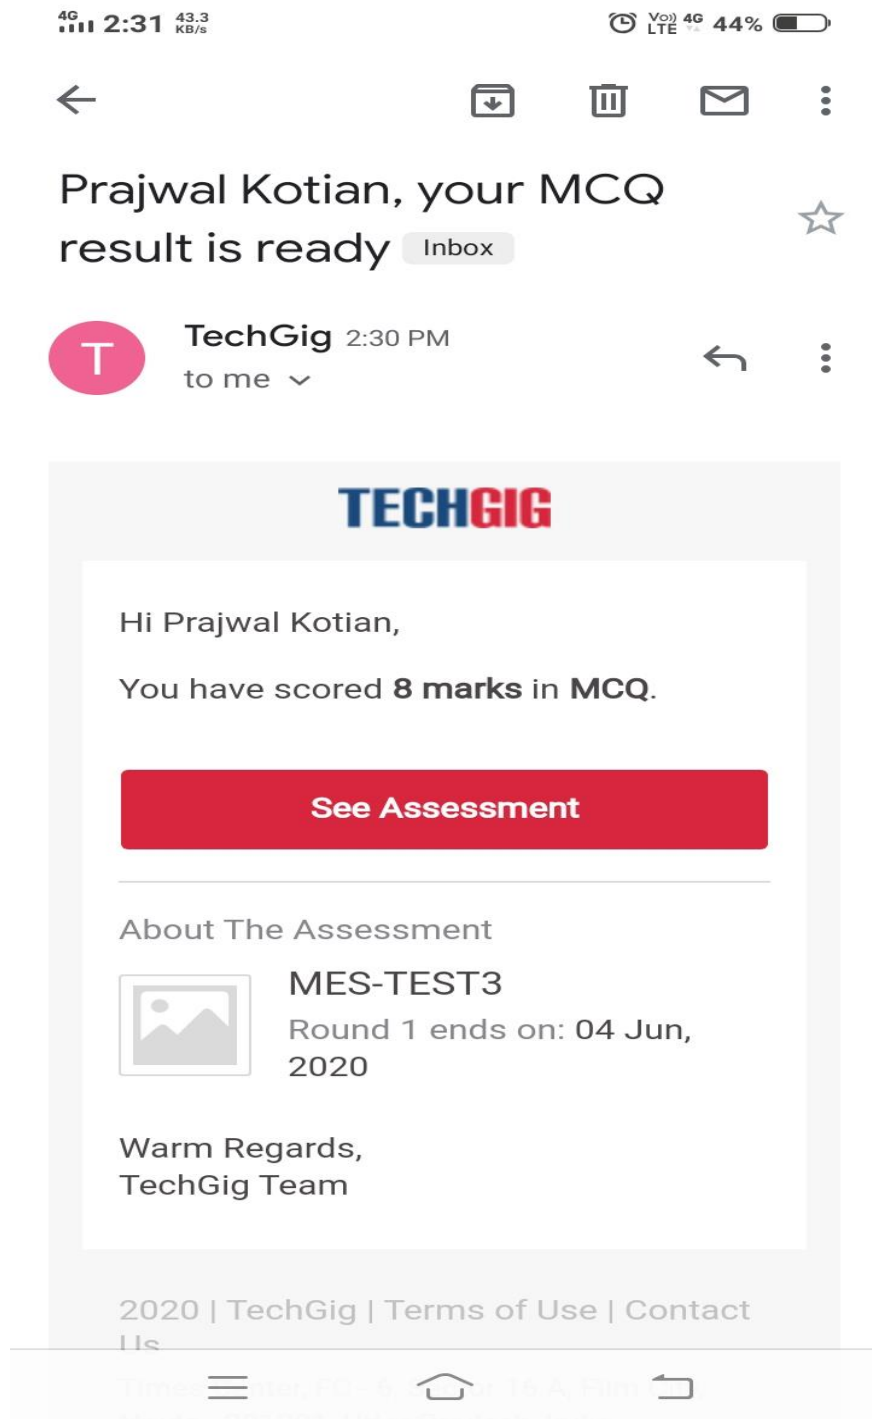 4G 2:31 43.3 KB/s Vo)) LTE 4G 44%
Prajwal Kotian, your MCQ
result is ready Inbox
T
TechGig 2:30 PM
to me
TECHGIG
Hi Prajwal Kotian,
You have scored 8 marks in MCQ.
See Assessment
About The Assessment
MES-TEST3
Round 1 ends on: 04 Jun,
2020
Warm Regards,
TechGig Team
2020 | TechGig | Terms of Use | Contact
Us